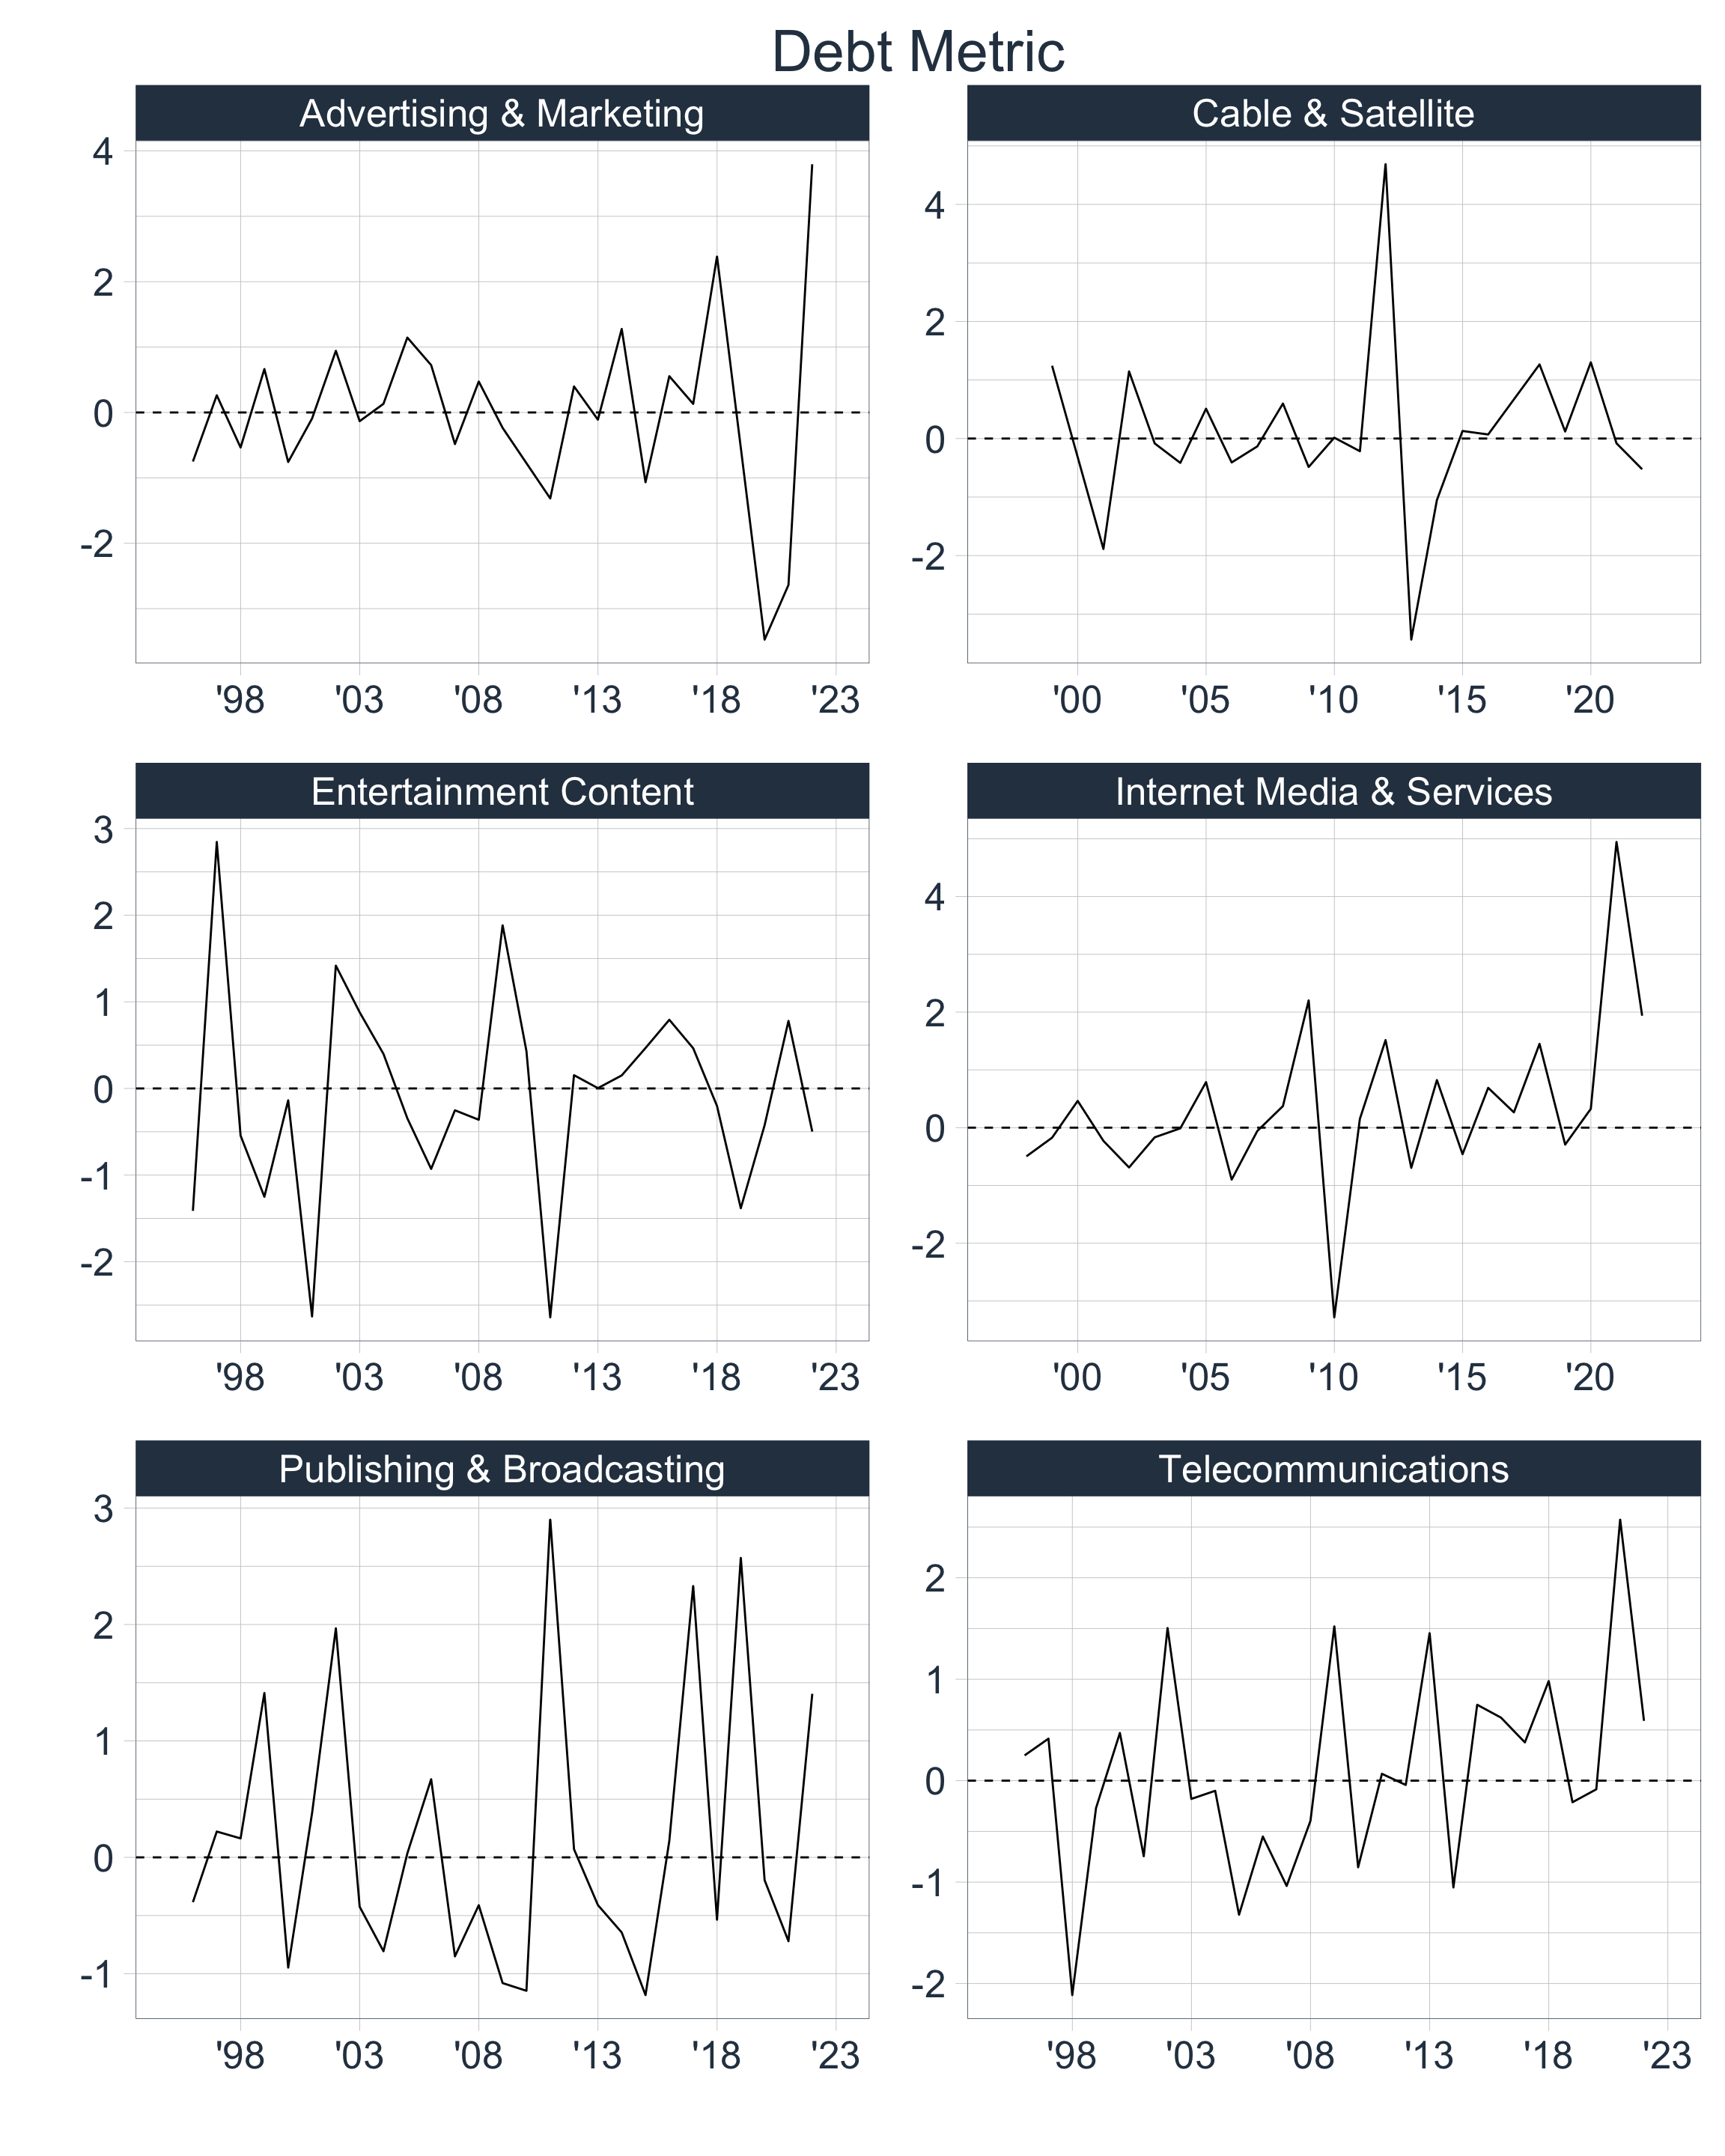 Debt Metric
Advertising & Marketing
Cable & Satellite
4
2
0
-2
'98 '03 '08 '13 '18 '23
4
2
0
-2
'00 '05 '10 '15 '20
Entertainment Content
Internet Media & Services
3
2
1
0
-1
-2
'98 '03 '08 '13 '18 '23
4
2
0
-2
'00 '05 '10 '15 '20
Publishing & Broadcasting
Telecommunications
3
2
1
0
-1
'98 '03 '08 '13 '18 '23
2
1
0
-1
-2
'98 '03 '08 '13 '18 '23